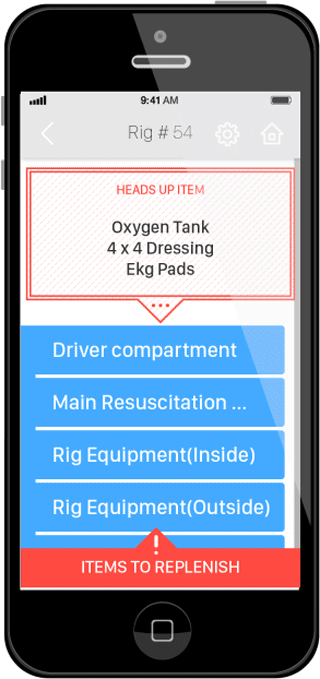 9:41 AM
Rig # 54
HEADS UP ITEM
Oxygen Tank
4 x 4 Dressing
Ekg Pads
Driver compartment
Main Resuscitation ...
Rig Equipment(Inside)
Rig Equipment(Outside)
!
ITEMS TO REPLENISH